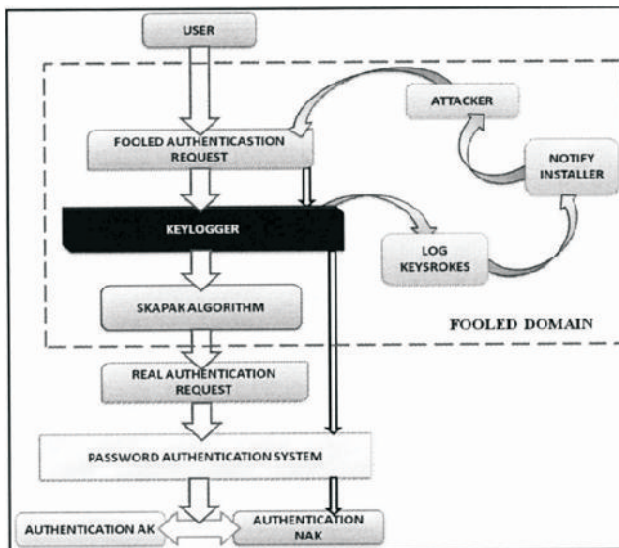 USER
ATTACKER
FOOLED AUTHENTICASTION
REQUEST
NOTIFY
INSTALLER
KEYLOGGER
LOG
KEYSROKES
SKAPAK ALGORITHM
FOOLED DOMAIN
REAL AUTHENTICATION
REQUEST
PASSWORD AUTHENTICATION SYSTEM
AUTHENTICATION AK
AUTHENTICATION
NAK